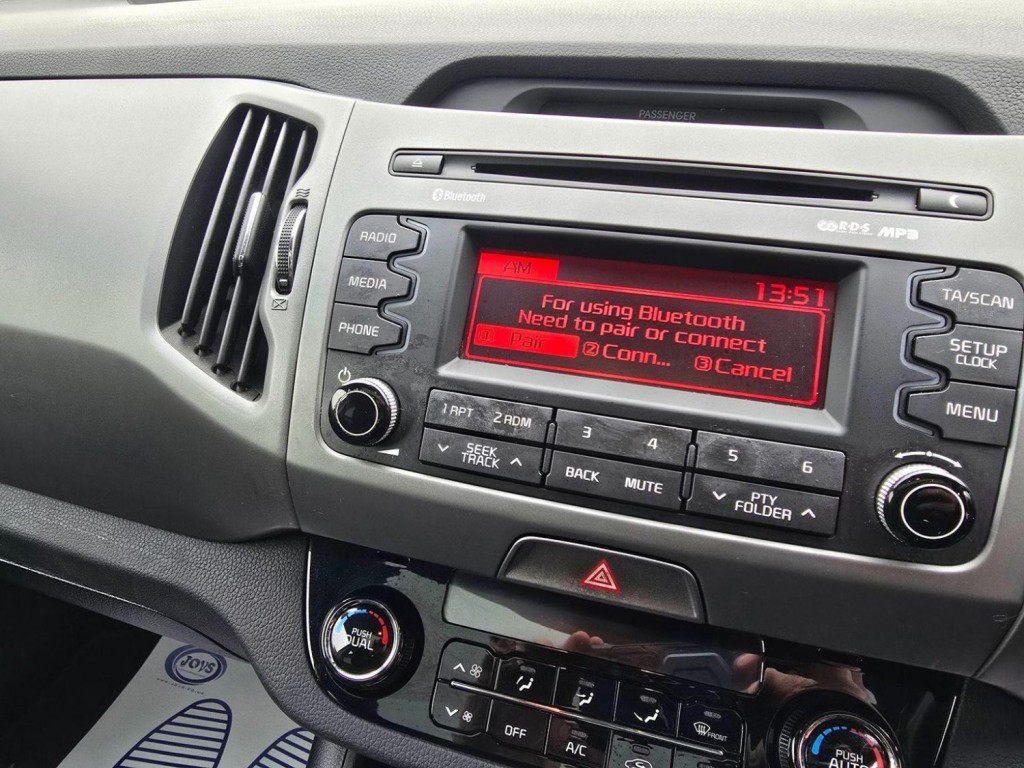 PASSENGER
Bluetooth
R·D·S MP3
RADIO
MEDIA
PHONE
AM
13:51
For using Bluetooth
Need to pair or connect
Pair 2 Conn... 3 Cancel
TA/SCAN
SETUP
CLOCK
MENU
1 RPT 2 RDM 3 4 5 6
SEEK
TRACK
BACK MUTE
PTY
FOLDER
PUSH
DUAL
OFF
A/C
FRONT
PUSH
AUTO
JOYS